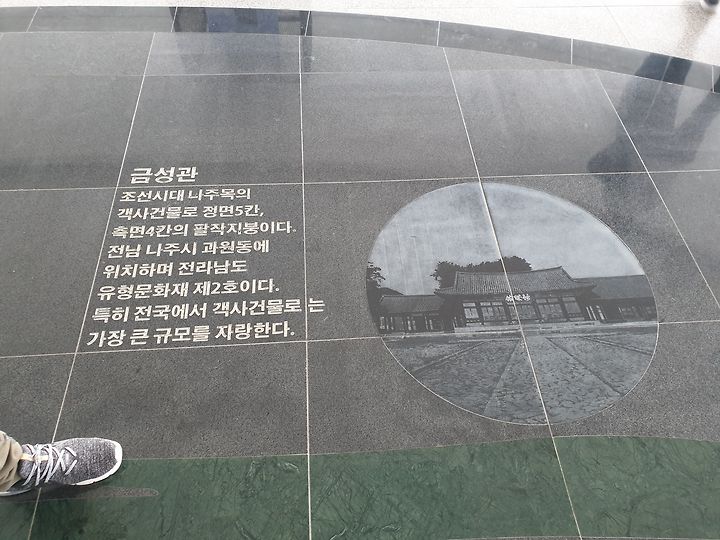 금성관
조선시대 나주목의
객사건물로 정면5칸,
측면4칸의 팔작지붕이다.
전남 나주시 과원동에
위치하며 전라남도
유형문화재 제2호이다.
특히 전국에서 객사건물로 는
가장 큰 규모를 자랑한다.